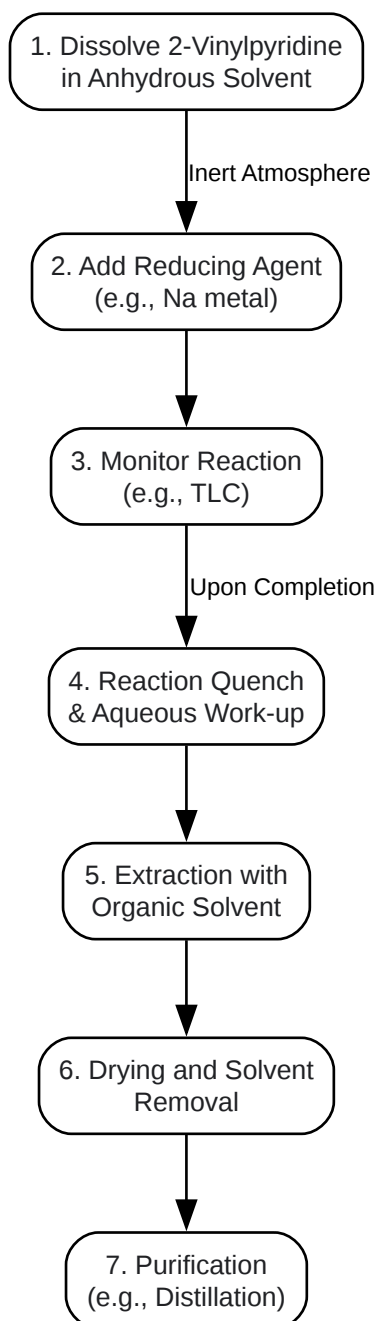 1. Dissolve 2-Vinylpyridine
in Anhydrous Solvent
Inert Atmosphere
2. Add Reducing Agent
(e.g., Na metal)
3. Monitor Reaction
(e.g., TLC)
Upon Completion
4. Reaction Quench
& Aqueous Work-up
5. Extraction with
Organic Solvent
6. Drying and Solvent
Removal
7. Purification
(e.g., Distillation)